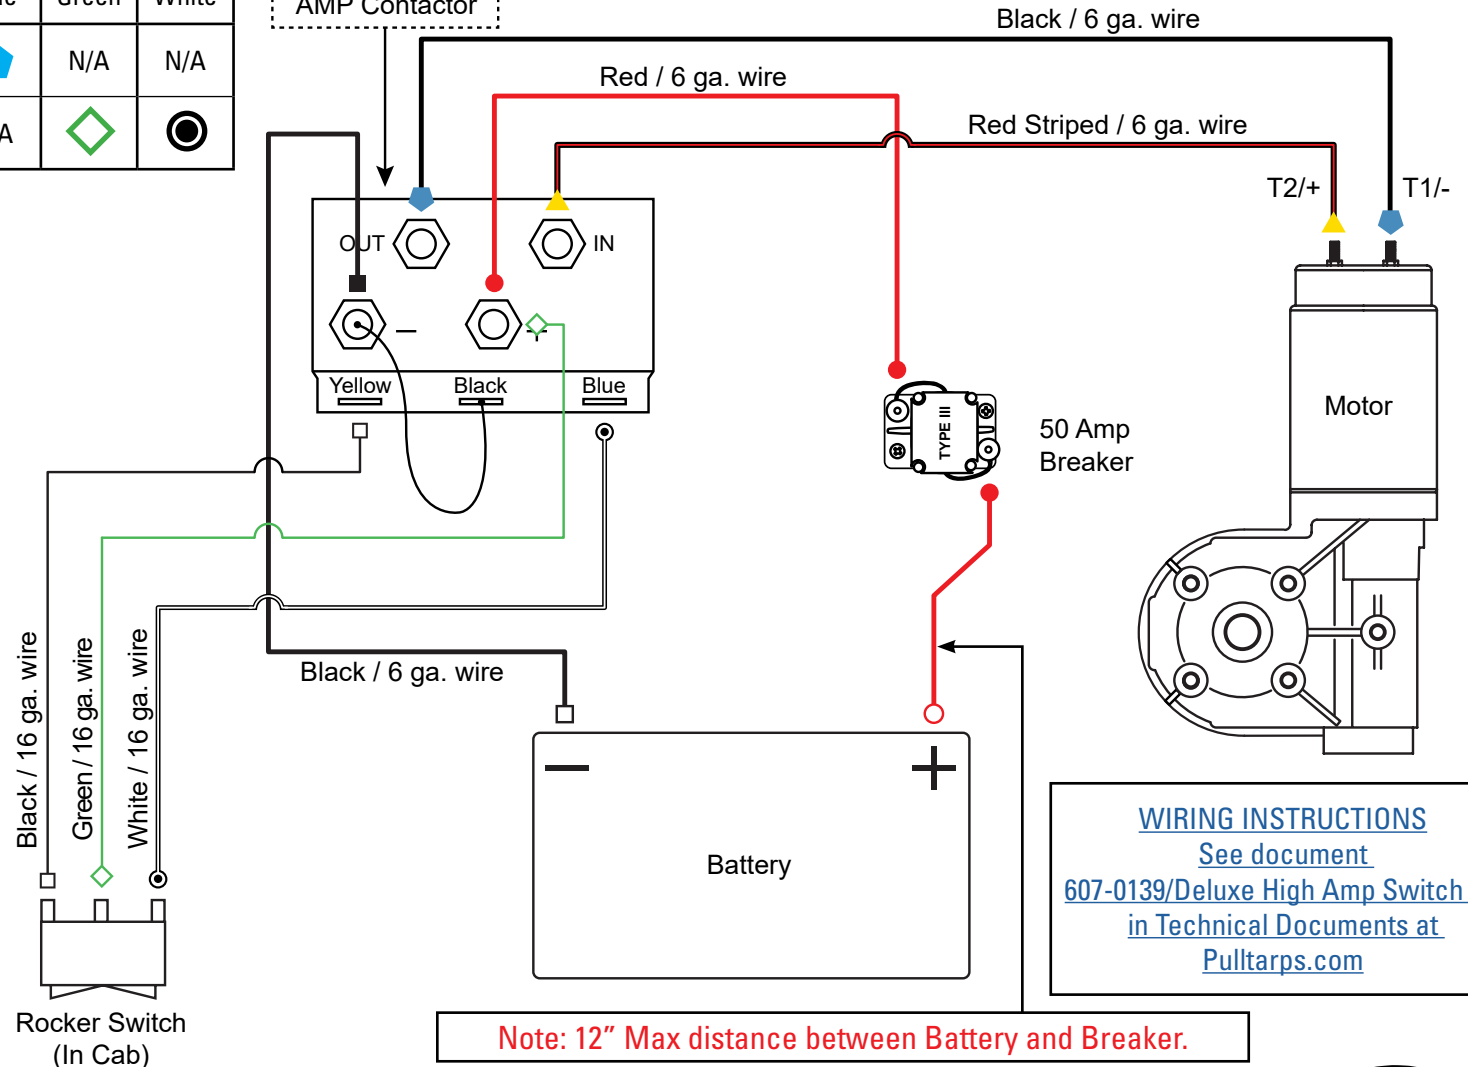 Green White
AMP Contactor
N/A N/A
Black / 6 ga. wire
Red / 6 ga. wire
Red Striped / 6 ga. wire
T2/+ T1/-
OUT IN
– +
Yellow Black Blue
TYPE III
50 Amp
Breaker
Motor
Black / 16 ga. wire
Green / 16 ga. wire
White / 16 ga. wire
Black / 6 ga. wire
– +
Battery
WIRING INSTRUCTIONS
See document
607-0139/Deluxe High Amp Switch
in Technical Documents at
Pulltarps.com
Rocker Switch
(In Cab)
Note: 12” Max distance between Battery and Breaker.